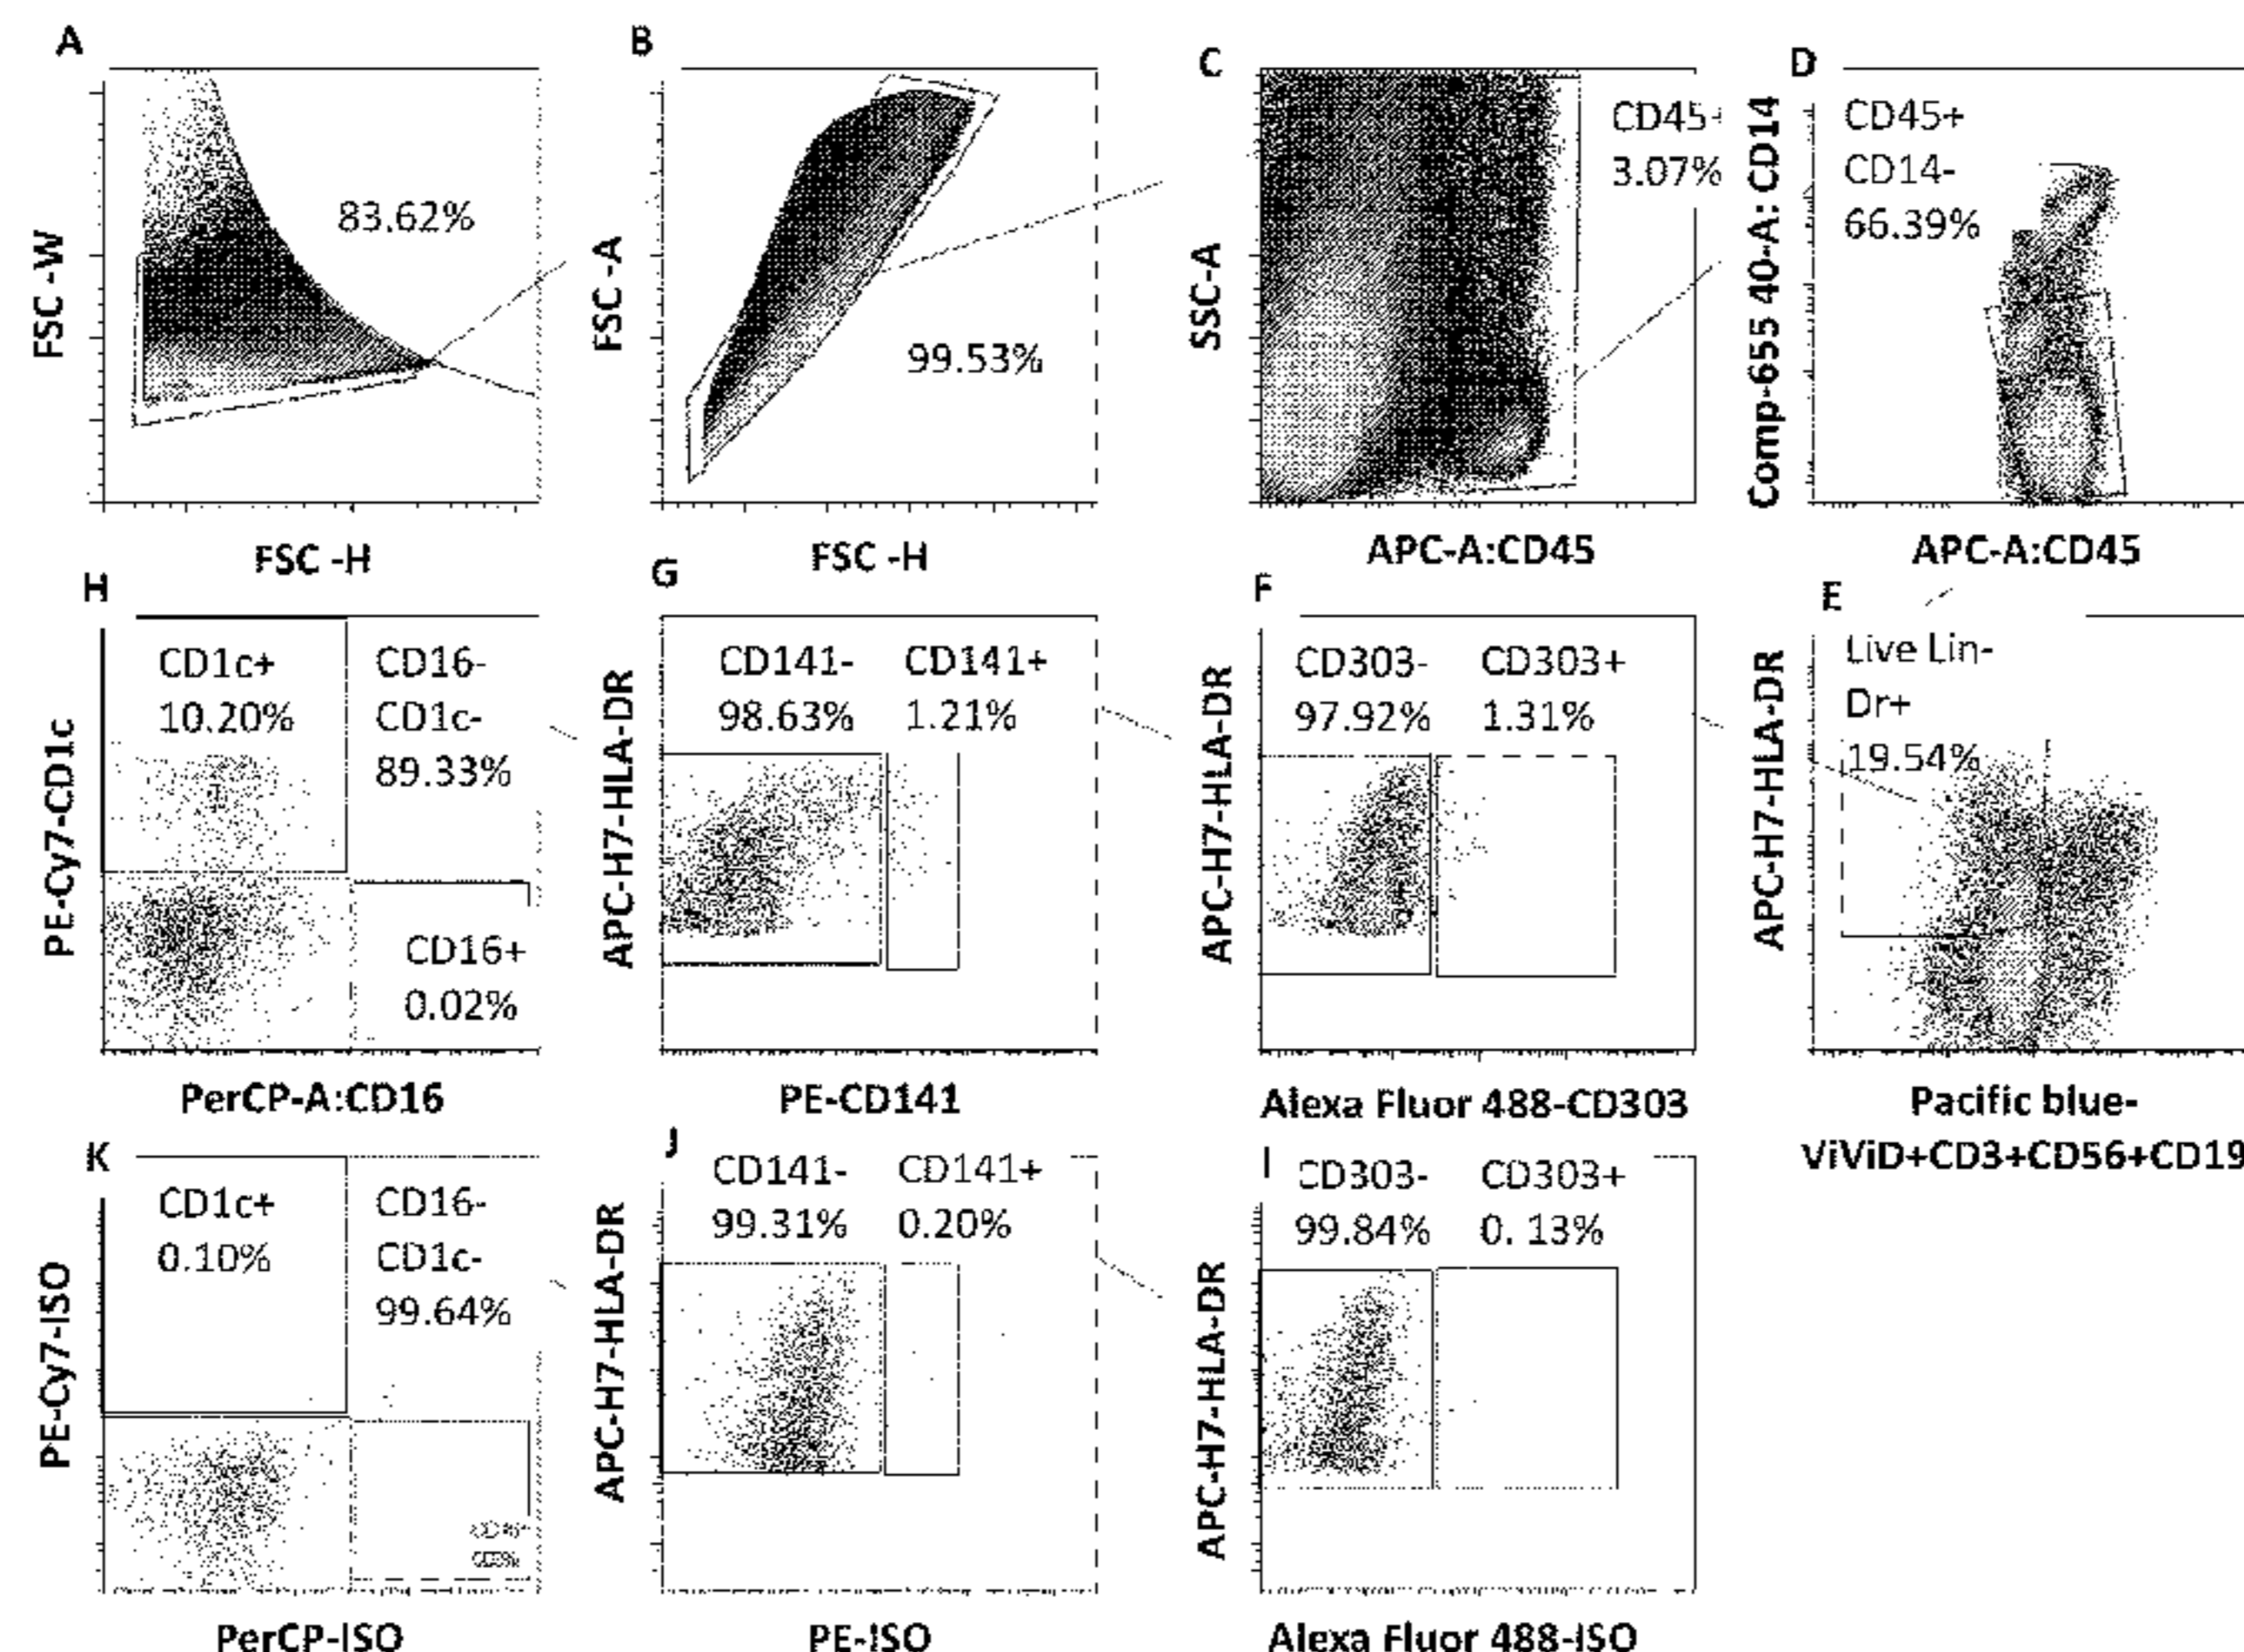 A
FSC -W
83.62%
FSC -H
B
FSC -A
99.53%
FSC -H
C
SSC-A
CD45+
3.07%
APC-A:CD45
D
Comp-655 40-A: CD14
CD45+
CD14-
66.39%
APC-A:CD45
H
PE-Cy7-CD1c
CD1c+
10.20%
CD16-
CD1c-
89.33%
CD16+
0.02%
PerCP-A:CD16
G
APC-H7-HLA-DR
CD141-
98.63%
CD141+
1.21%
PE-CD141
F
APC-H7-HLA-DR
CD303-
97.92%
CD303+
1.31%
Alexa Fluor 488-CD303
E
APC-H7-HLA-DR
Live Lin-
Dr+
19.54%
Pacific blue-
ViViD+CD3+CD56+CD19
K
PE-Cy7-ISO
CD1c+
0.10%
CD16-
CD1c-
99.64%
PerCP-ISO
J
APC-H7-HLA-DR
CD141-
99.31%
CD141+
0.20%
PE-ISO
I
APC-H7-HLA-DR
CD303-
99.84%
CD303+
0. 13%
Alexa Fluor 488-ISO